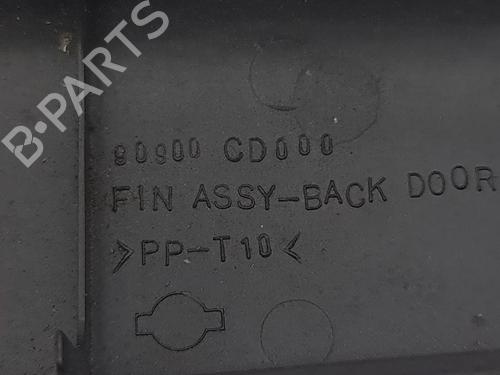 B-PARTS
90900 CD000
FIN ASSY-BACK DOOR
>PP-T10<